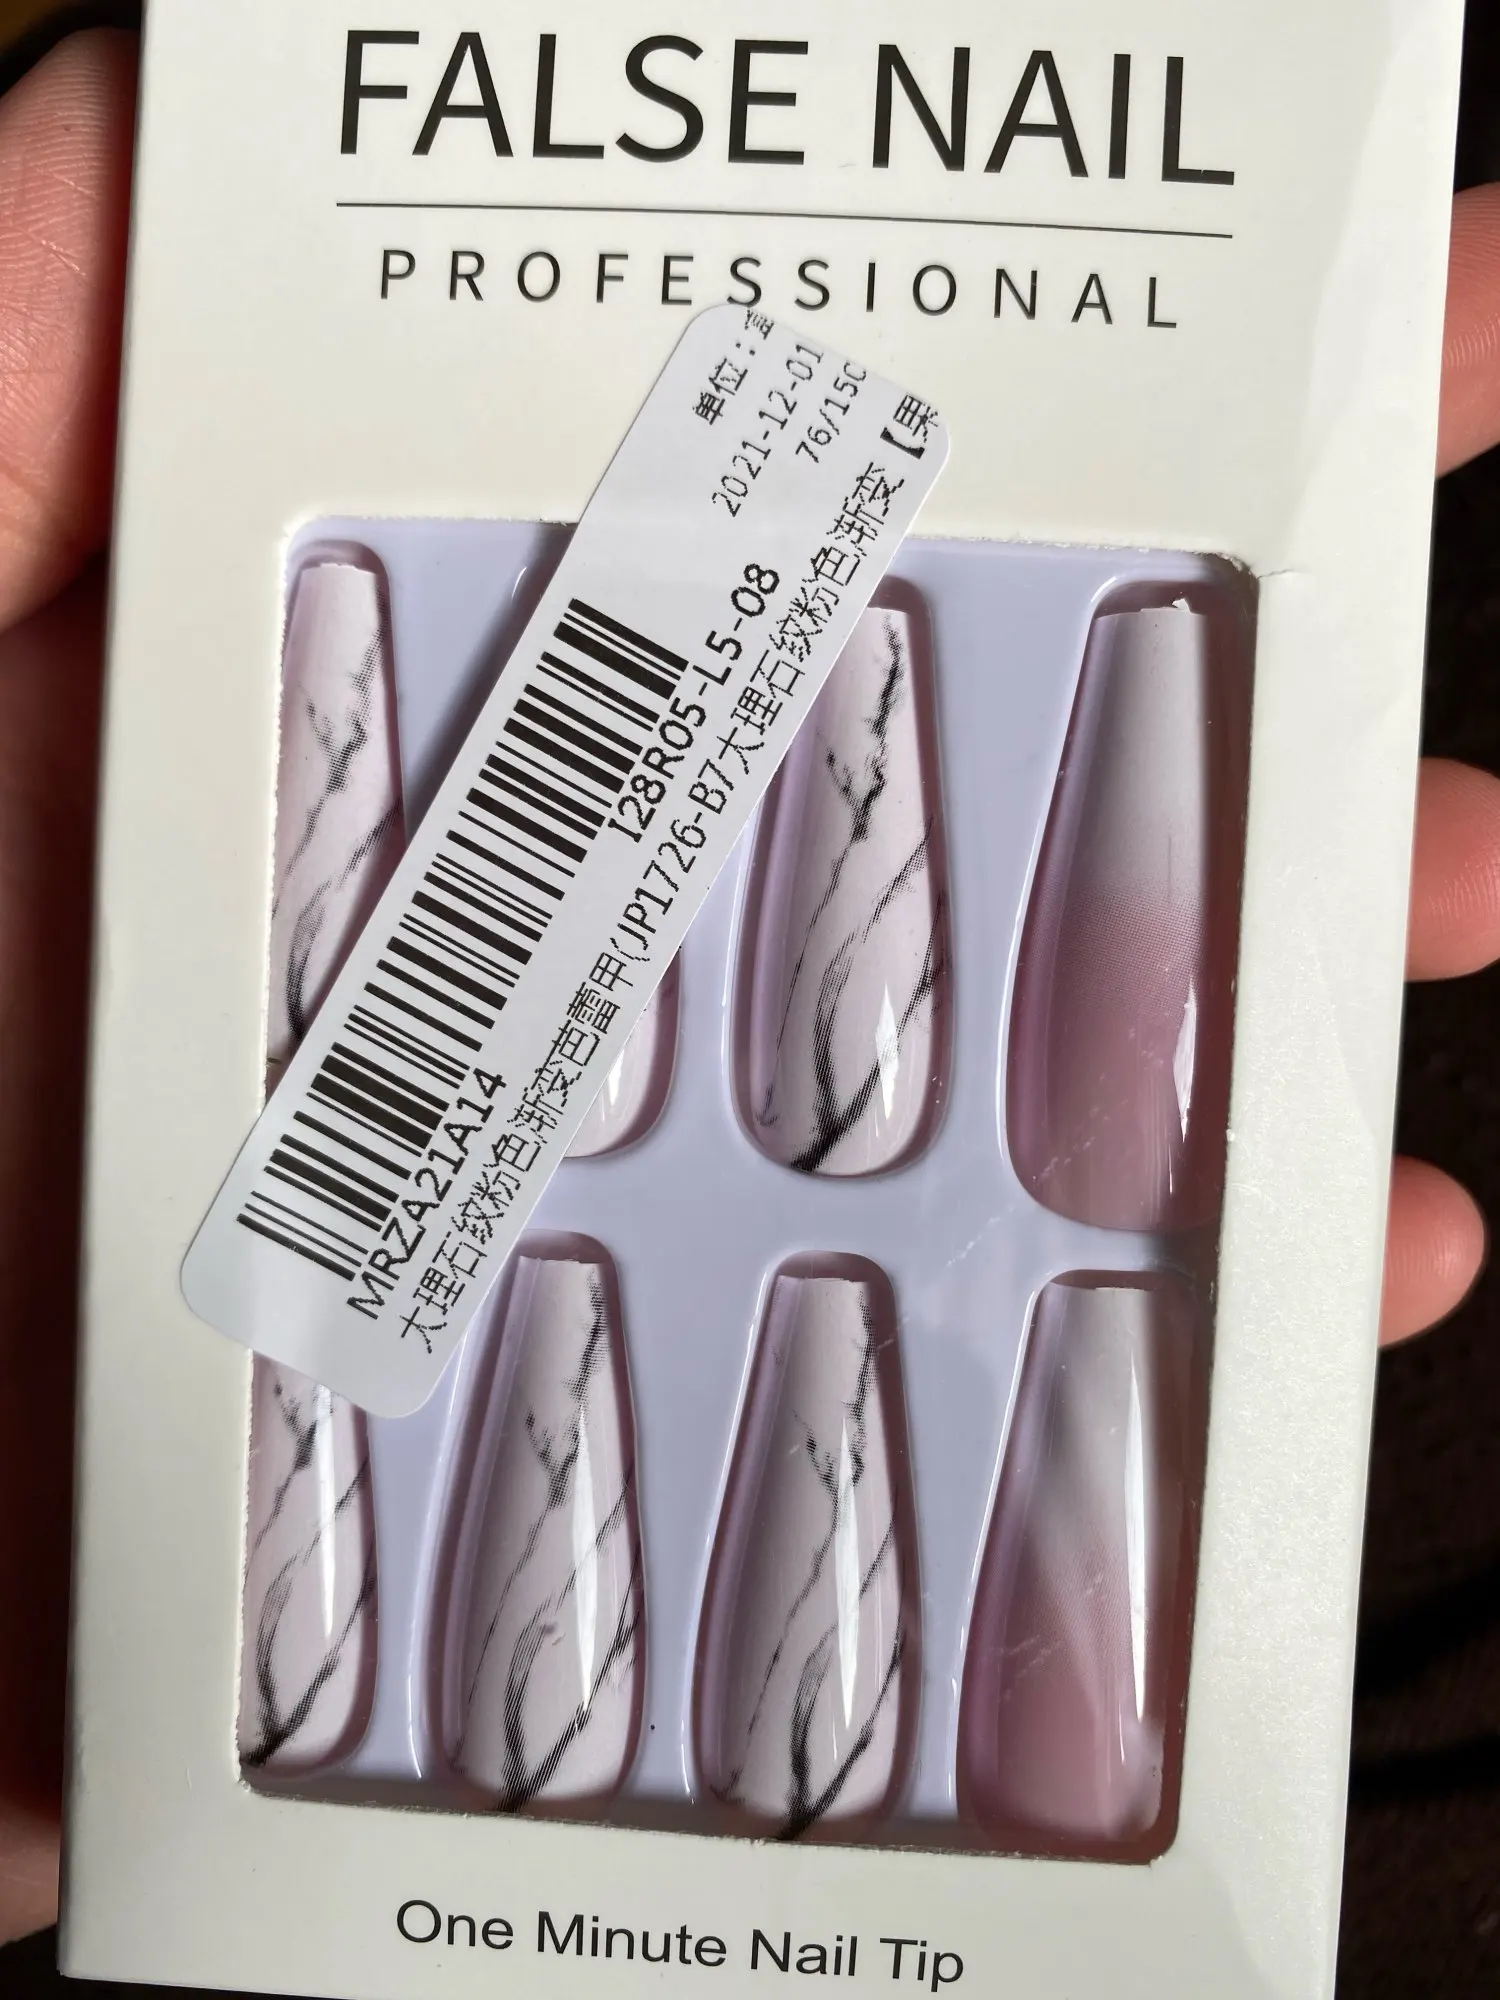 FALSE NAIL
PROFESSIONAL
单位：
2021-12-01
76/150
I28R05-L5-08
MRZA21A14
大理石纹粉色渐变芭蕾甲(JP1726-B7大理石纹粉色渐变【果
One Minute Nail Tip